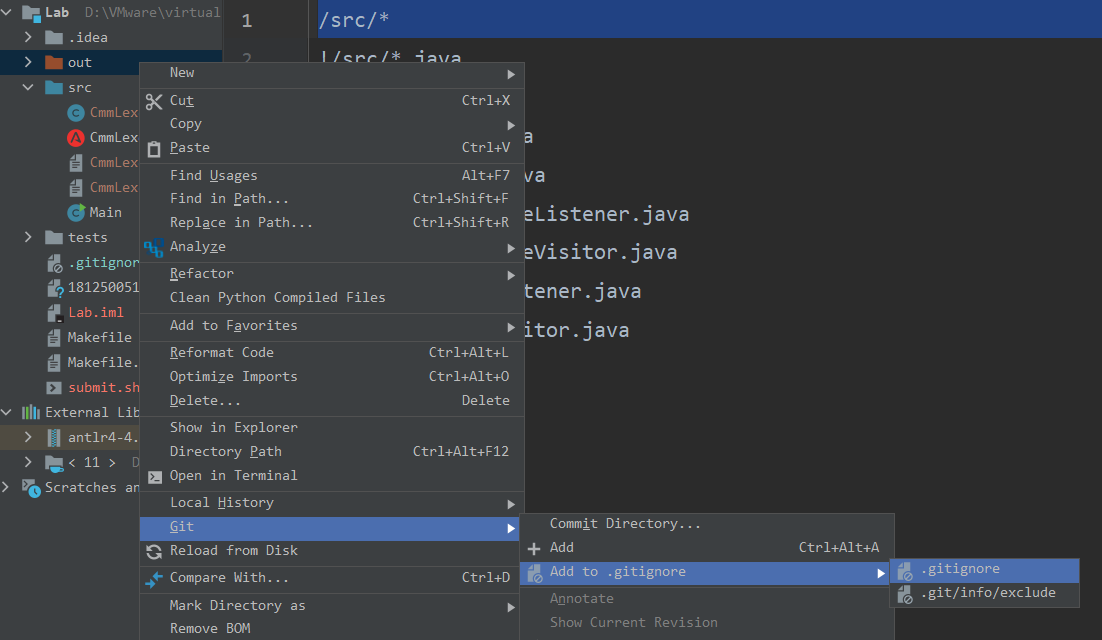 Lab D:\VMware\virtual
.idea
out
src
CmmLex
CmmLex
CmmLex
CmmLex
Main
tests
.gitignor
181250051
Lab.iml
Makefile
Makefile.
submit.sh
External Lib
antlr4-4.
< 11 > D
Scratches an
1 /src/*
2 !/src/*.java
a
va
eListener.java
eVisitor.java
tener.java
itor.java
New
Cut Ctrl+X
Copy
Paste Ctrl+V
Find Usages Alt+F7
Find in Path... Ctrl+Shift+F
Replace in Path... Ctrl+Shift+R
Analyze
Refactor
Clean Python Compiled Files
Add to Favorites
Reformat Code Ctrl+Alt+L
Optimize Imports Ctrl+Alt+O
Delete... Delete
Show in Explorer
Directory Path Ctrl+Alt+F12
Open in Terminal
Local History
Git
Reload from Disk
Compare With... Ctrl+D
Mark Directory as
Remove BOM
Commit Directory...
Add Ctrl+Alt+A
Add to .gitignore
Annotate
Show Current Revision
.gitignore
.git/info/exclude